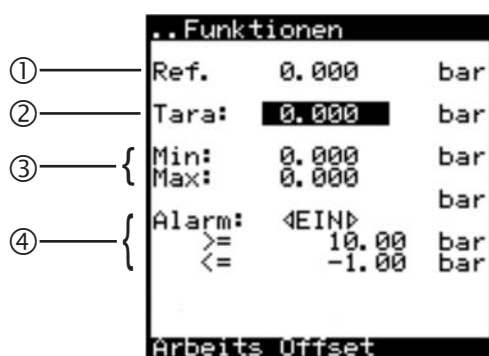 ..Funktionen
① Ref. 0.000 bar
② Tara: 0.000 bar
③ { Min: 0.000 bar
Max: 0.000
bar
④ { Alarm: ◁EIN▷
>= 10.00 bar
<= -1.00 bar
Arbeits Offset